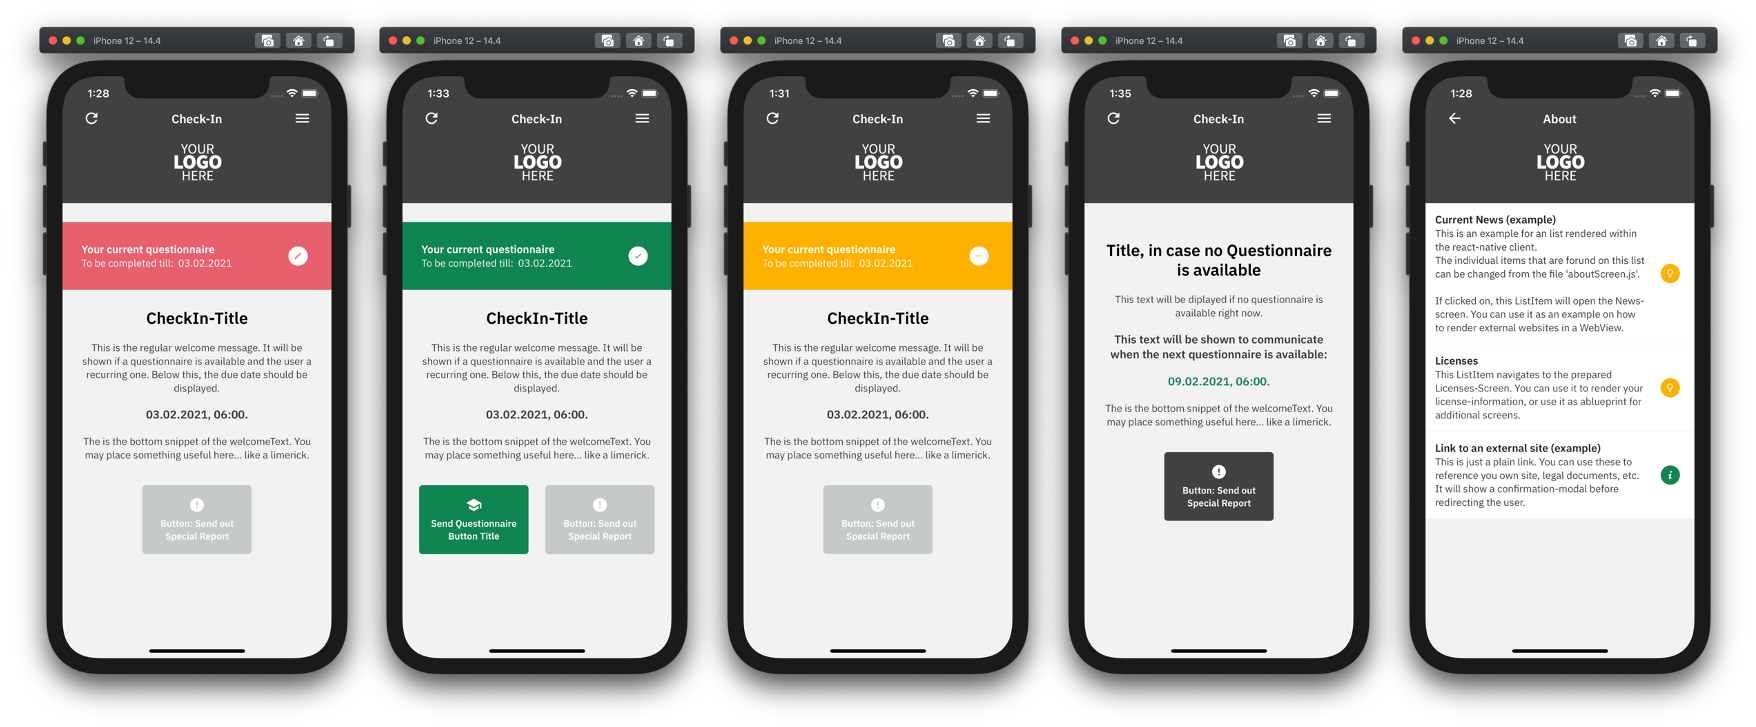 iPhone 12 – 14.4
1:28
Check-In
YOUR
LOGO
HERE
Your current questionnaire
To be completed till: 03.02.2021
CheckIn-Title
This is the regular welcome message. It will be
shown if a questionnaire is available and the user a
recurring one. Below this, the due date should be
displayed.
03.02.2021, 06:00.
The is the bottom snippet of the welcomeText. You
may place something useful here... like a limerick.
Button: Send out
Special Report
iPhone 12 – 14.4
1:33
Check-In
YOUR
LOGO
HERE
Your current questionnaire
To be completed till: 03.02.2021
CheckIn-Title
This is the regular welcome message. It will be
shown if a questionnaire is available and the user a
recurring one. Below this, the due date should be
displayed.
03.02.2021, 06:00.
The is the bottom snippet of the welcomeText. You
may place something useful here... like a limerick.
Send Questionnaire
Button Title
Button: Send out
Special Report
iPhone 12 – 14.4
1:31
Check-In
YOUR
LOGO
HERE
Your current questionnaire
To be completed till: 03.02.2021
CheckIn-Title
This is the regular welcome message. It will be
shown if a questionnaire is available and the user a
recurring one. Below this, the due date should be
displayed.
03.02.2021, 06:00.
The is the bottom snippet of the welcomeText. You
may place something useful here... like a limerick.
Button: Send out
Special Report
iPhone 12 – 14.4
1:35
Check-In
YOUR
LOGO
HERE
Title, in case no Questionnaire
is available
This text will be diplayed if no questionnaire is
available right now.
This text will be shown to communicate
when the next questionnaire is available:
09.02.2021, 06:00.
The is the bottom snippet of the welcomeText. You
may place something useful here... like a limerick.
Button: Send out
Special Report
iPhone 12 – 14.4
1:28
About
YOUR
LOGO
HERE
Current News (example)
This is an example for an list rendered within
the react-native client.
The individual items that are forund on this list
can be changed from the file 'aboutScreen.js'.
If clicked on, this ListItem will open the News-
screen. You can use it as an example on how
to render external websites in a WebView.
Licenses
This ListItem navigates to the prepared
Licenses-Screen. You can use it to render your
license-information, or use it as ablueprint for
additional screens.
Link to an external site (example)
This is just a plain link. You can use these to
reference you own site, legal documents, etc.
It will show a confirmation-modal before
redirecting the user.